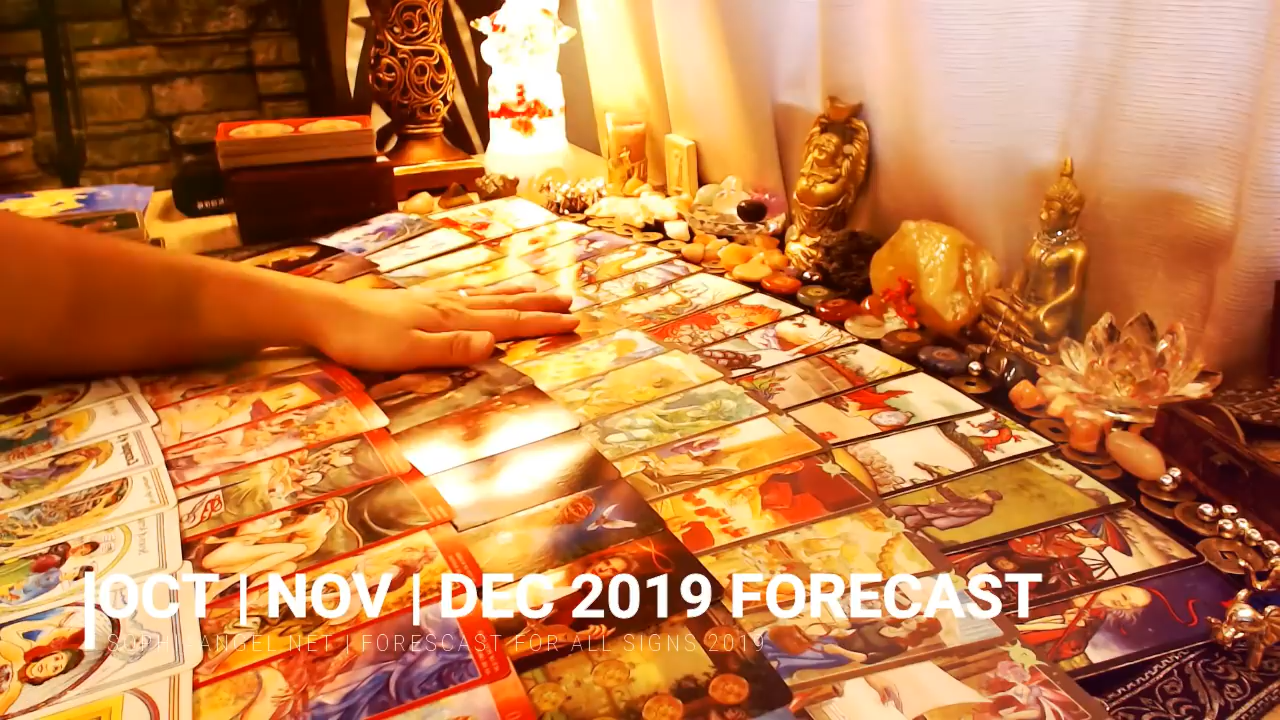 OCT | NOV | DEC 2019 FORECAST
ANGEL.NET | FORESCAST FOR ALL SIGNS 2019